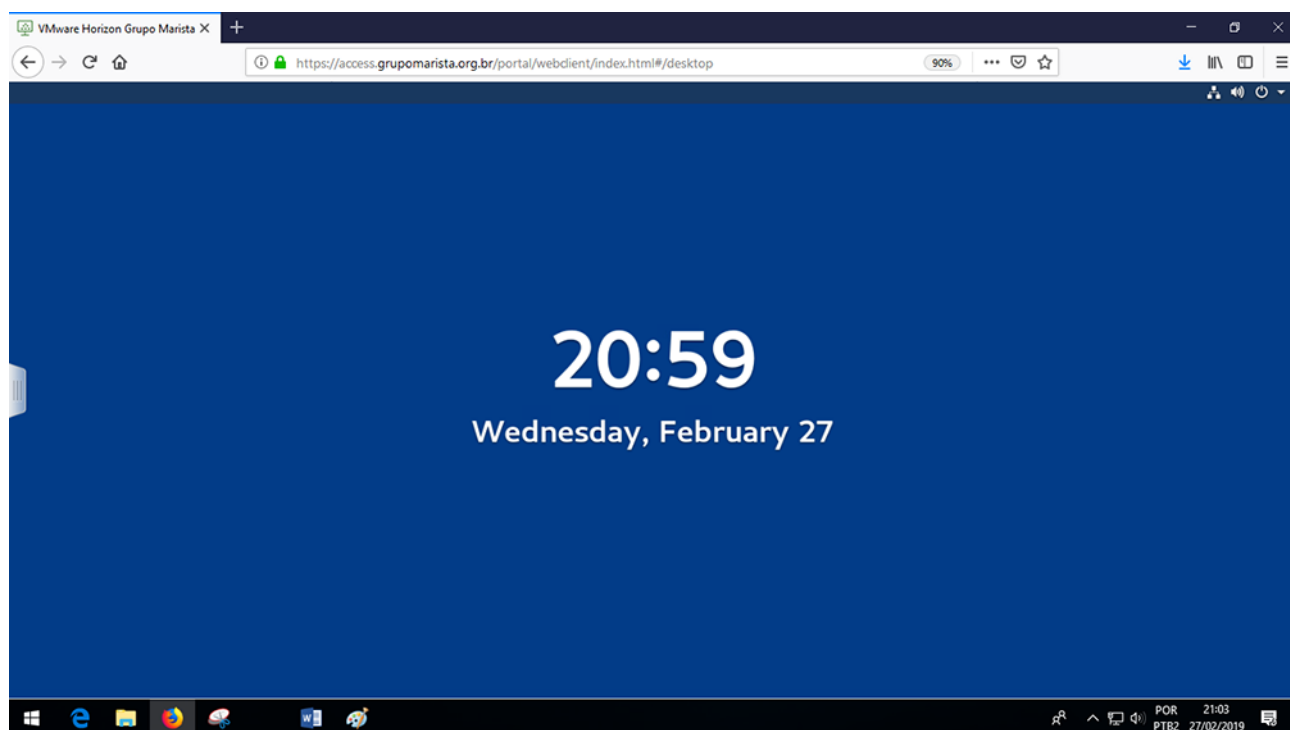 VMware Horizon Grupo Marista
https://access.grupomarista.org.br/portal/webclient/index.html#/desktop
90%
20:59
Wednesday, February 27
POR 21:03
PTB2 27/02/2019